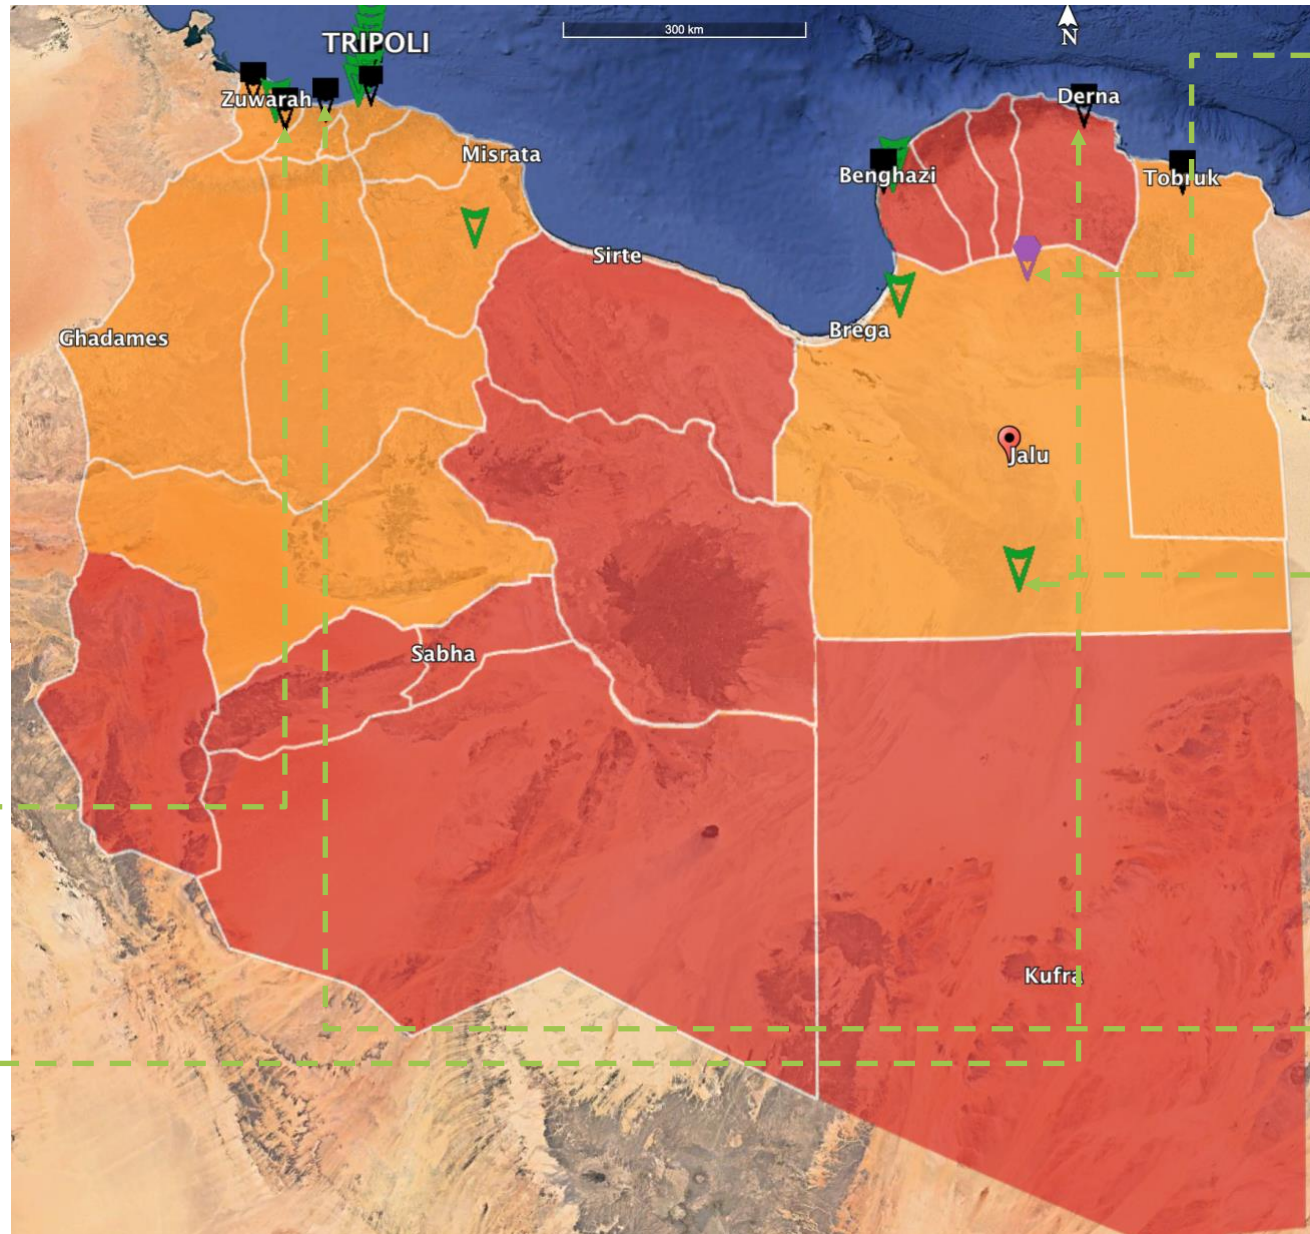 TRIPOLI
300 km
N
Zuwarah
Derna
Misrata
Benghazi
Tobruk
Sirte
Ghadames
Brega
Jalu
Sabha
Kufra